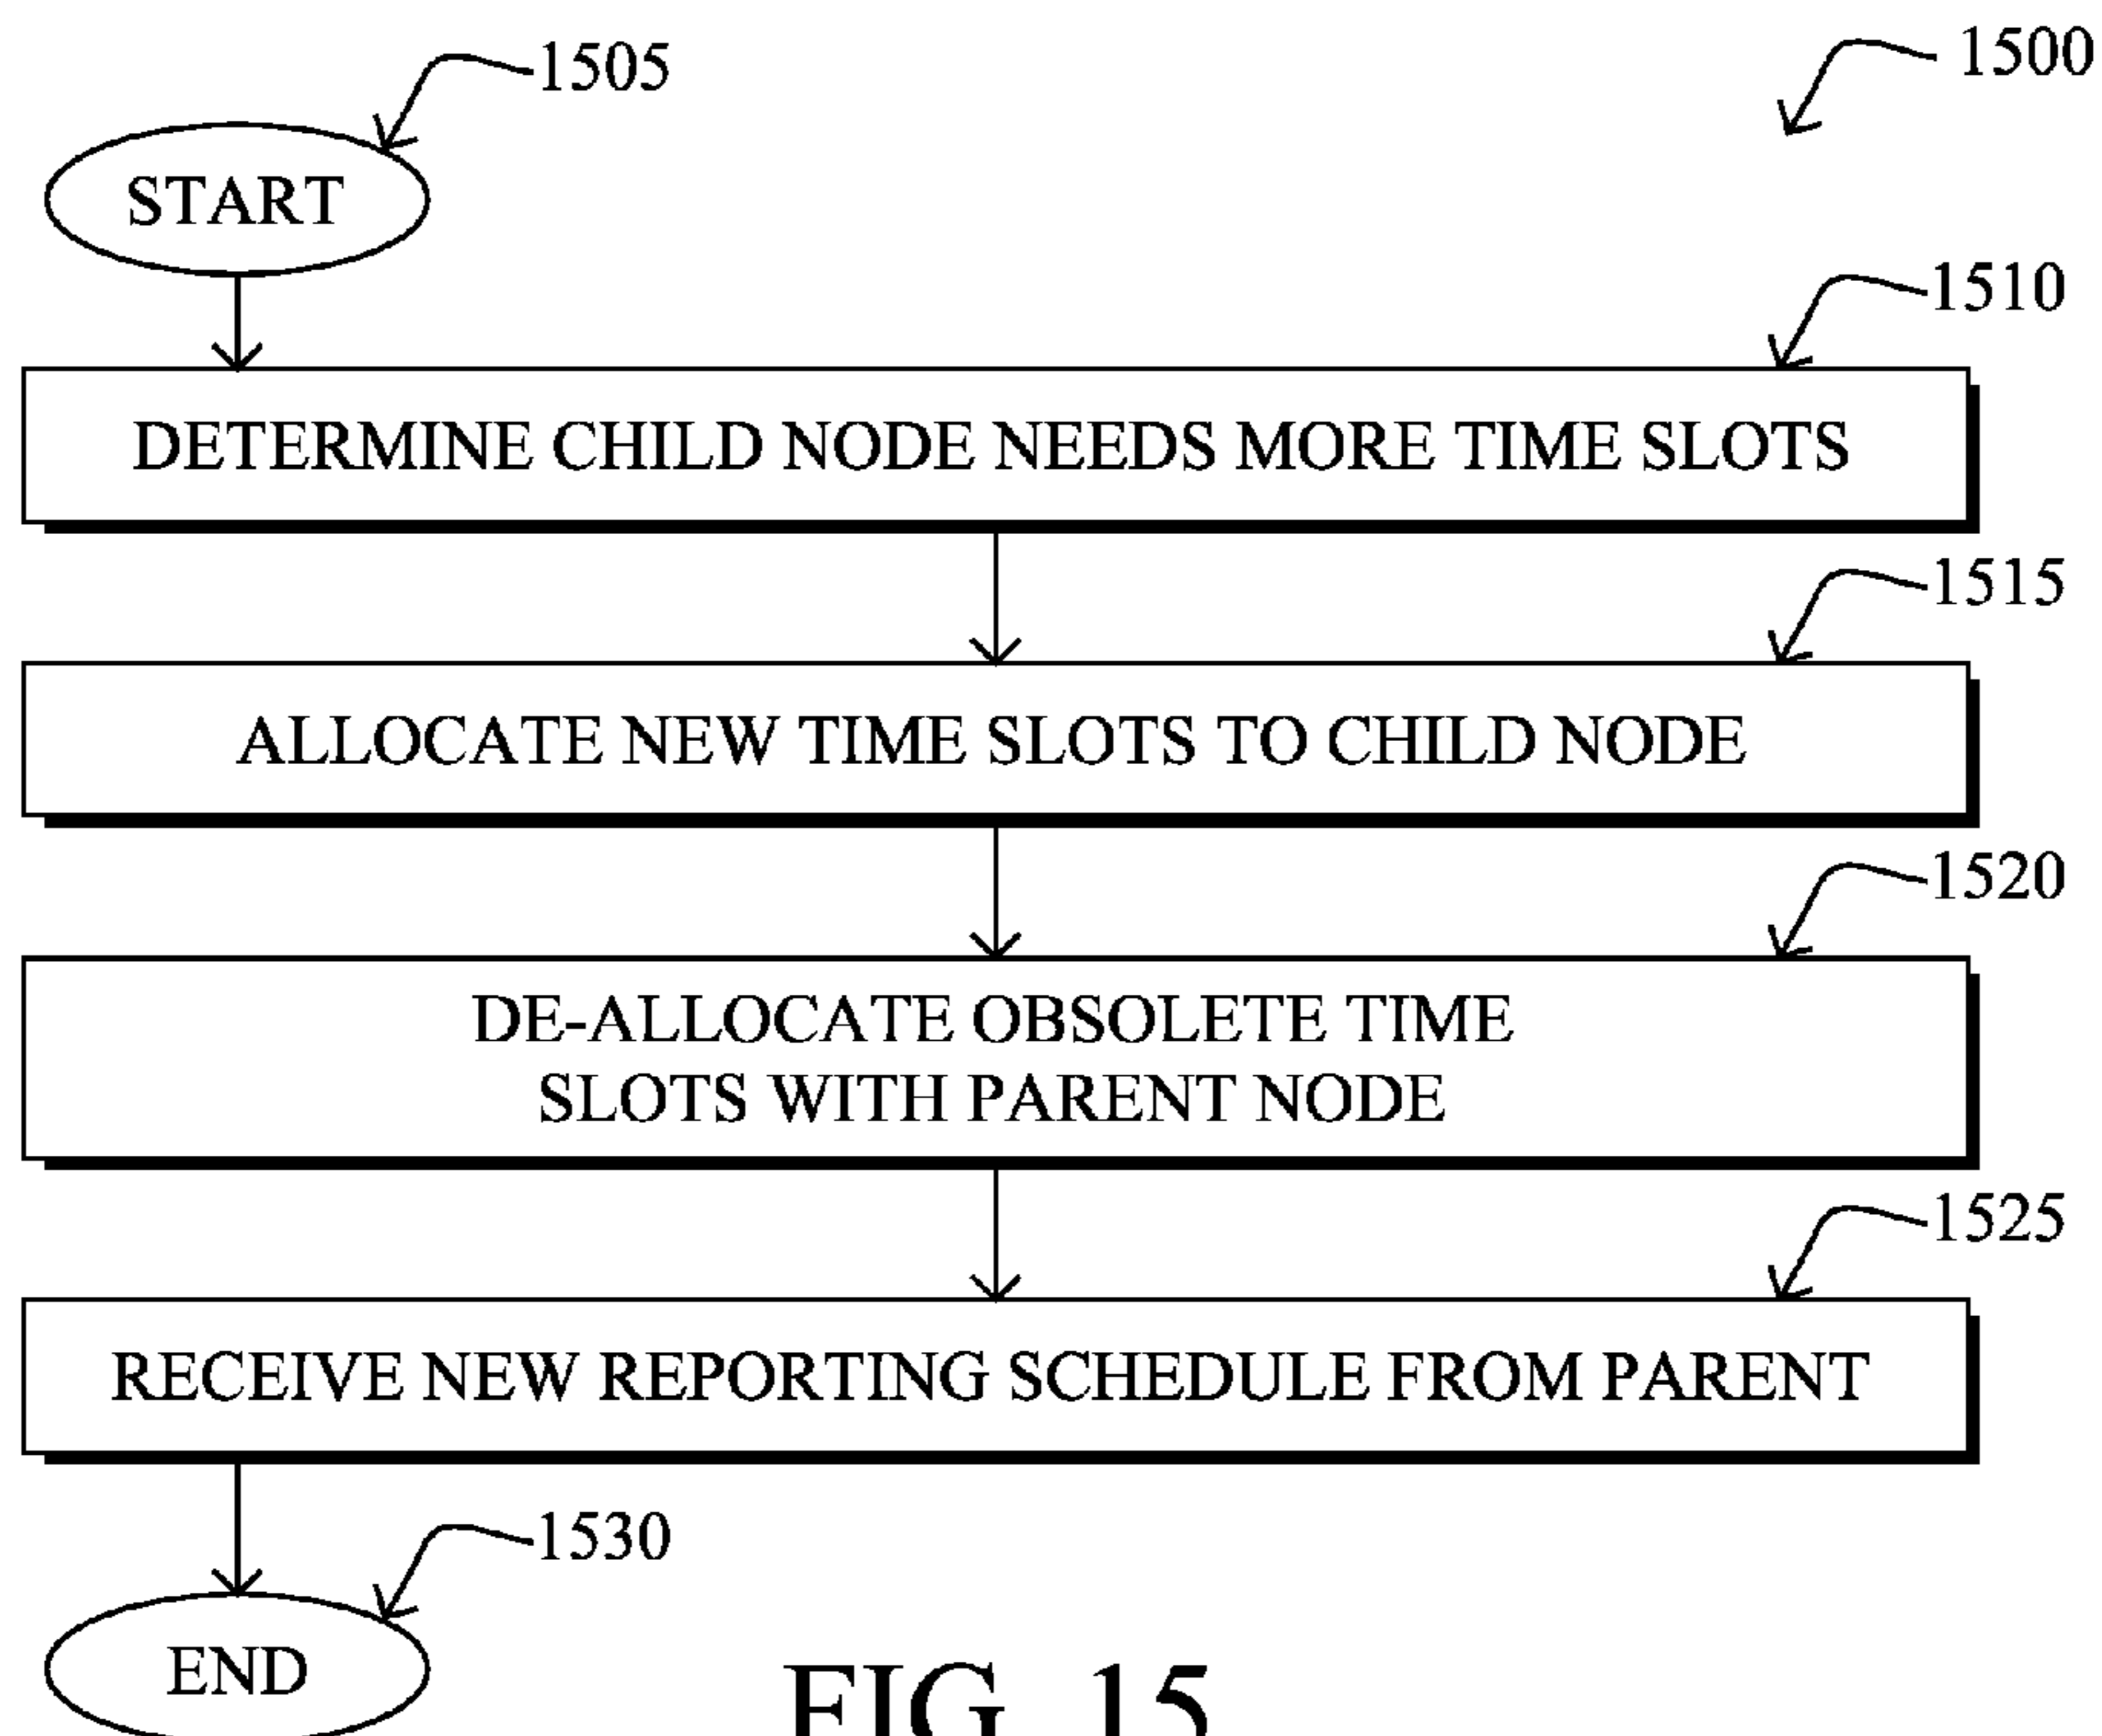 1505
1500
START
1510
DETERMINE CHILD NODE NEEDS MORE TIME SLOTS
1515
ALLOCATE NEW TIME SLOTS TO CHILD NODE
1520
DE-ALLOCATE OBSOLETE TIME
SLOTS WITH PARENT NODE
1525
RECEIVE NEW REPORTING SCHEDULE FROM PARENT
1530
END
FIG. 15